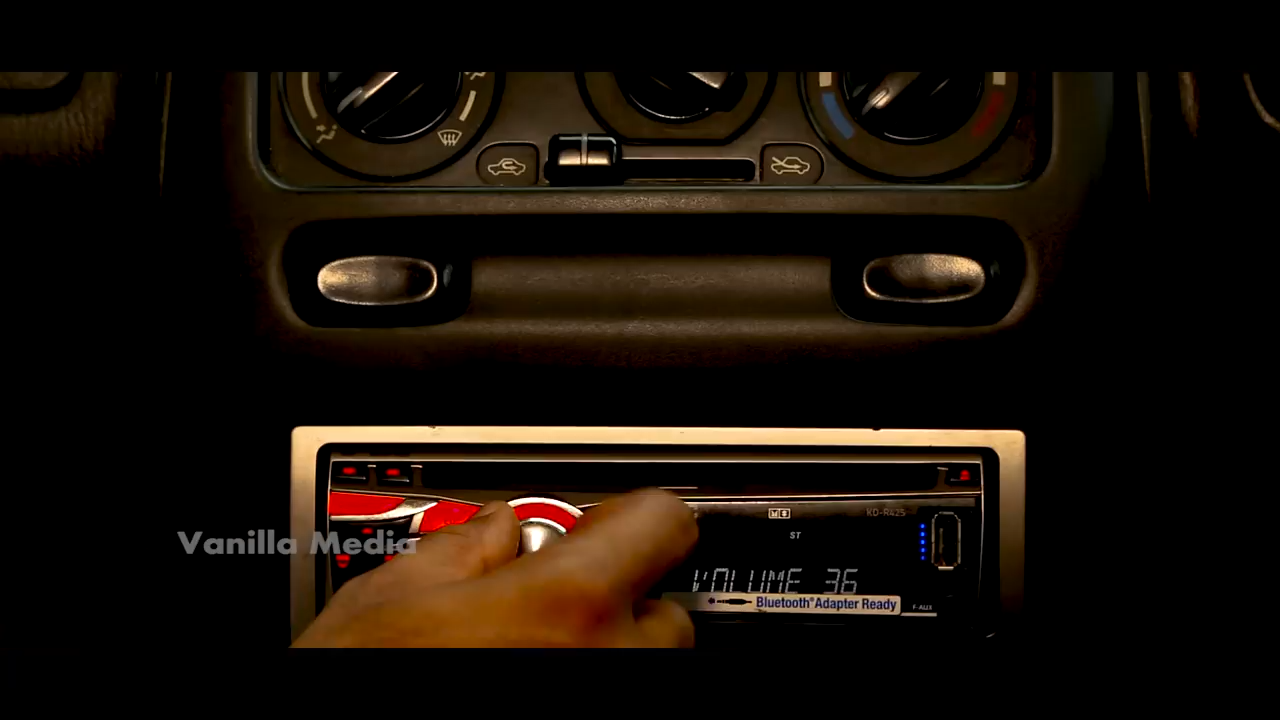 KD-R425
ST
Vanilla Media
VOLUME 36
Bluetooth® Adapter Ready
F-AUX